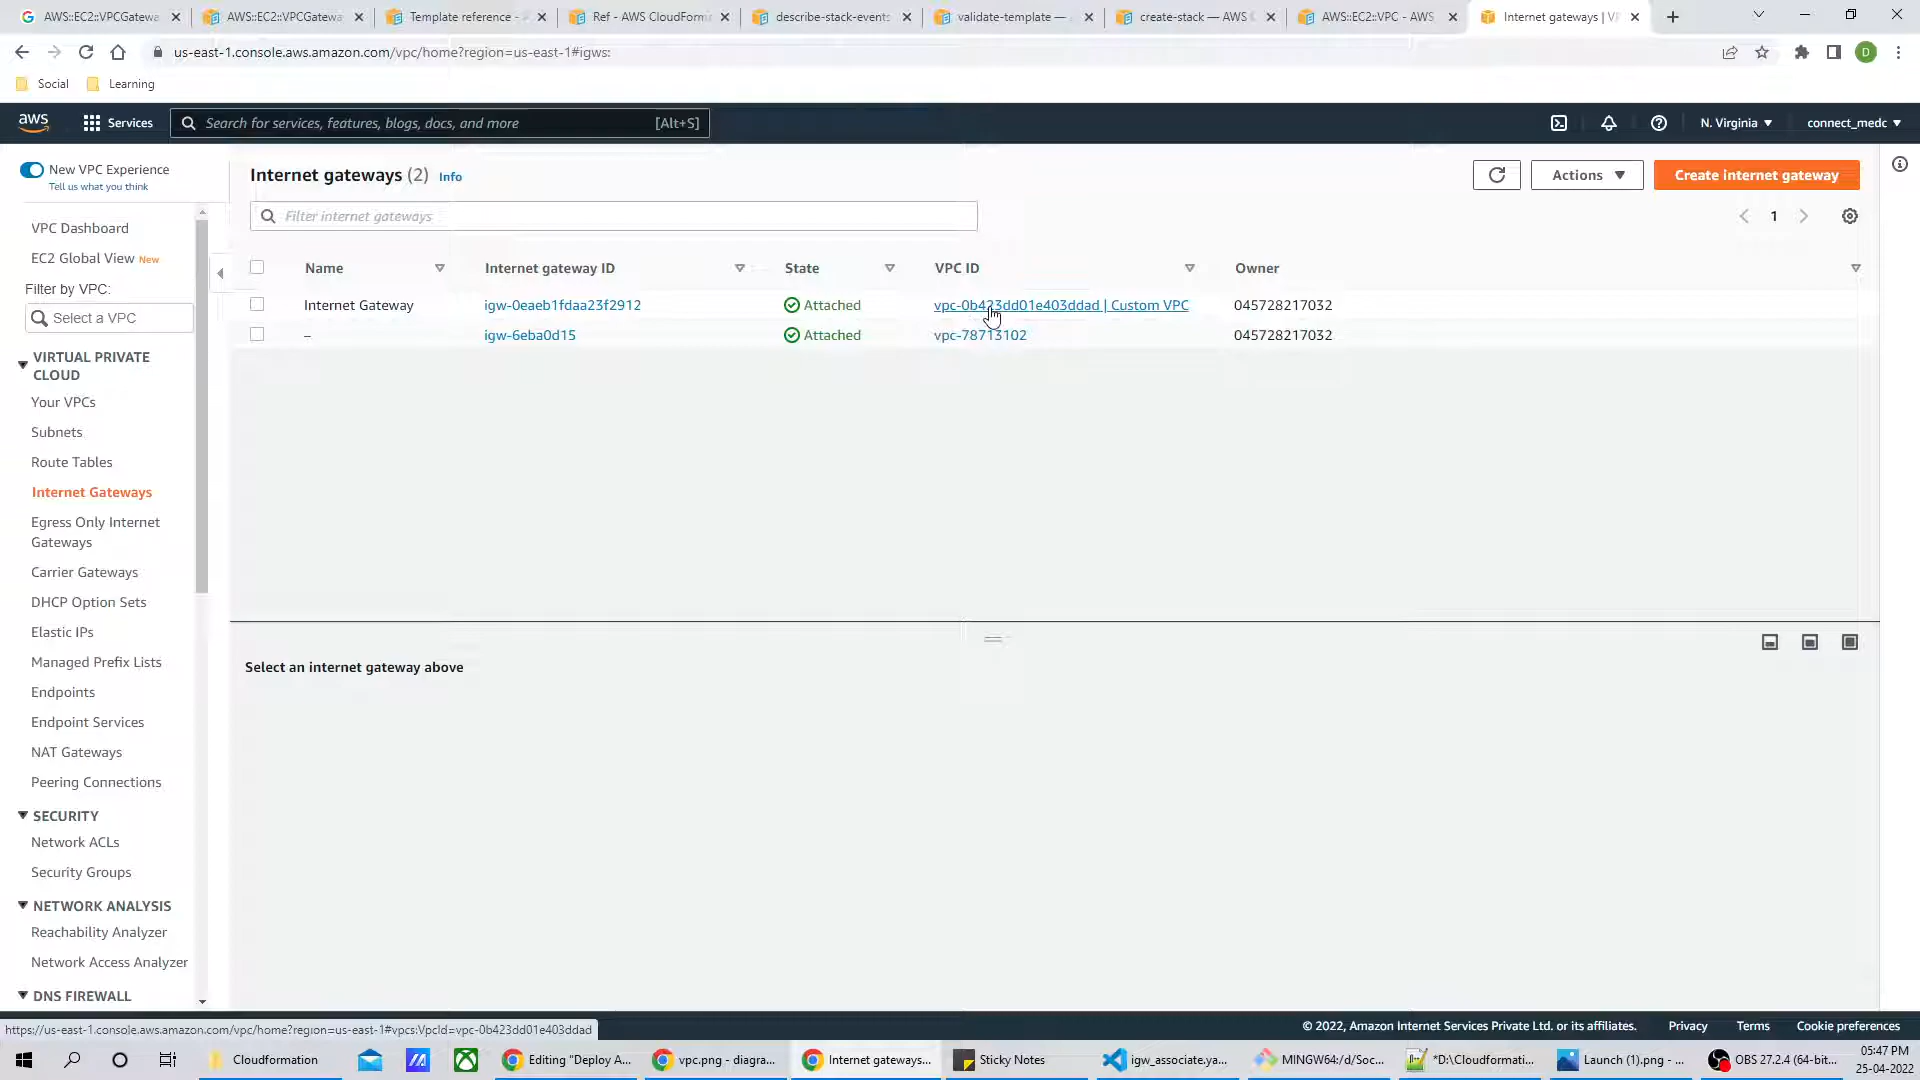 AWS::EC2::VPCGatewa
AWS::EC2::VPCGatewa
Template reference -
Ref - AWS CloudForm
describe-stack-events
validate-template —
create-stack — AWS
AWS::EC2::VPC - AWS
Internet gateways | VP
us-east-1.console.aws.amazon.com/vpc/home?region=us-east-1#igws:
D
Social
Learning
aws
Services
Search for services, features, blogs, docs, and more
[Alt+S]
N. Virginia
connect_medc
New VPC Experience
Tell us what you think
VPC Dashboard
EC2 Global View New
Filter by VPC:
Select a VPC
VIRTUAL PRIVATE
CLOUD
Your VPCs
Subnets
Route Tables
Internet Gateways
Egress Only Internet
Gateways
Carrier Gateways
DHCP Option Sets
Elastic IPs
Managed Prefix Lists
Endpoints
Endpoint Services
NAT Gateways
Peering Connections
SECURITY
Network ACLs
Security Groups
NETWORK ANALYSIS
Reachability Analyzer
Network Access Analyzer
DNS FIREWALL
Internet gateways (2) Info
Actions
Create internet gateway
Filter internet gateways
1
Name Internet gateway ID State VPC ID Owner
Internet Gateway igw-0eaeb1fdaa23f2912 Attached vpc-0b423dd01e403ddad | Custom VPC 045728217032
– igw-6eba0d15 Attached vpc-78713102 045728217032
Select an internet gateway above
https://us-east-1.console.aws.amazon.com/vpc/home?region=us-east-1#vpcs:VpcId=vpc-0b423dd01e403ddad
© 2022, Amazon Internet Services Private Ltd. or its affiliates.
Privacy
Terms
Cookie preferences
Cloudformation
Editing "Deploy A...
vpc.png - diagra...
Internet gateways...
Sticky Notes
igw_associate.ya...
MINGW64:/d/Soc...
*D:\Cloudformati...
Launch (1).png - ...
OBS 27.2.4 (64-bit...
05:47 PM
25-04-2022